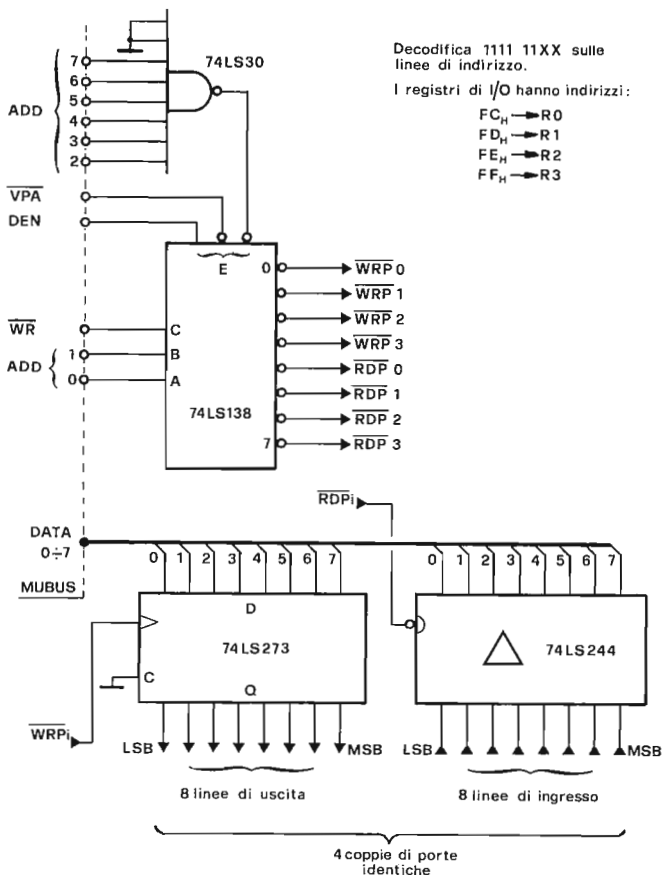 74LS30
7
6
5
4
3
2
ADD
Decodifica 1111 11XX sulle
linee di indirizzo.
I registri di I/O hanno indirizzi:
FCH → R0
FDH → R1
FEH → R2
FFH → R3
VPA
DEN
E
WR
ADD
1
0
C
B
A
74LS138
0
7
WRP 0
WRP 1
WRP 2
WRP 3
RDP 0
RDP 1
RDP 2
RDP 3
RDPi
DATA
0÷7
MUBUS
0 1 2 3 4 5 6 7
0 1 2 3 4 5 6 7
D
74LS273
C
Q
74LS244
WRPi
LSB
MSB
LSB
MSB
8 linee di uscita
8 linee di ingresso
4 coppie di porte
identiche